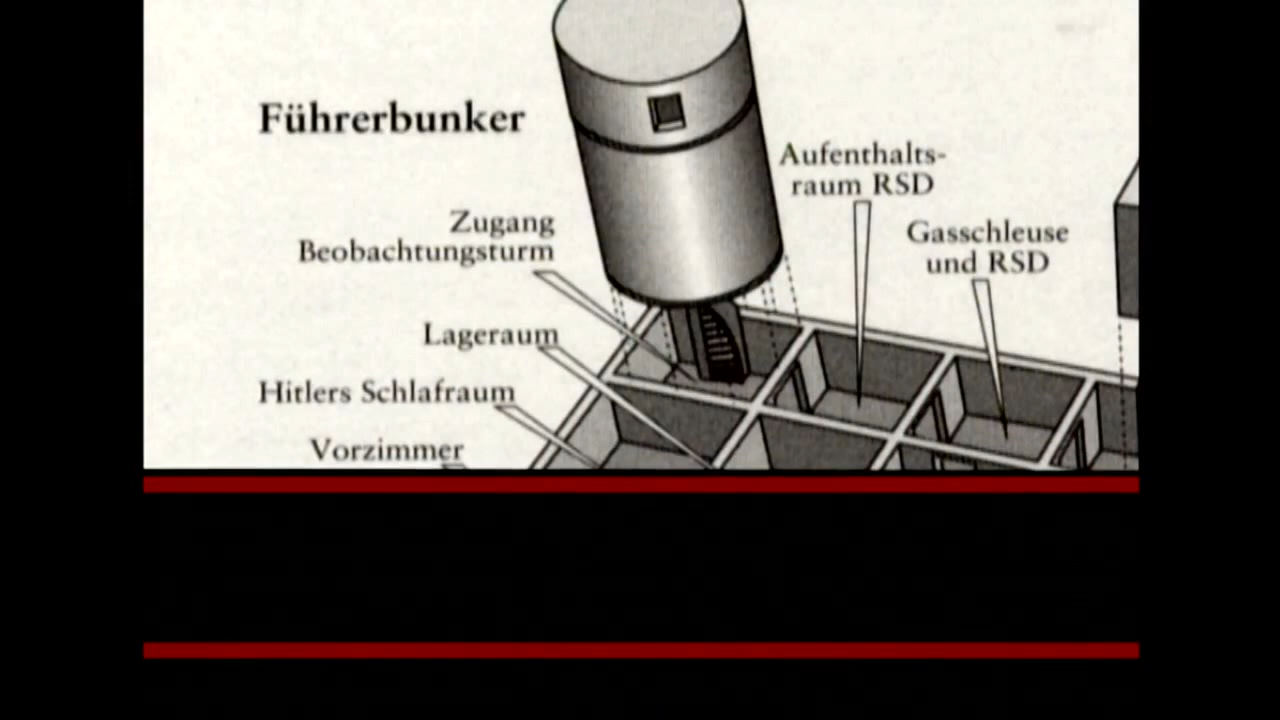 Führerbunker
Aufenthalts-
raum RSD
Zugang
Beobachtungsturm
Gasschleuse
und RSD
Lageraum
Hitlers Schlafraum
Vorzimmer